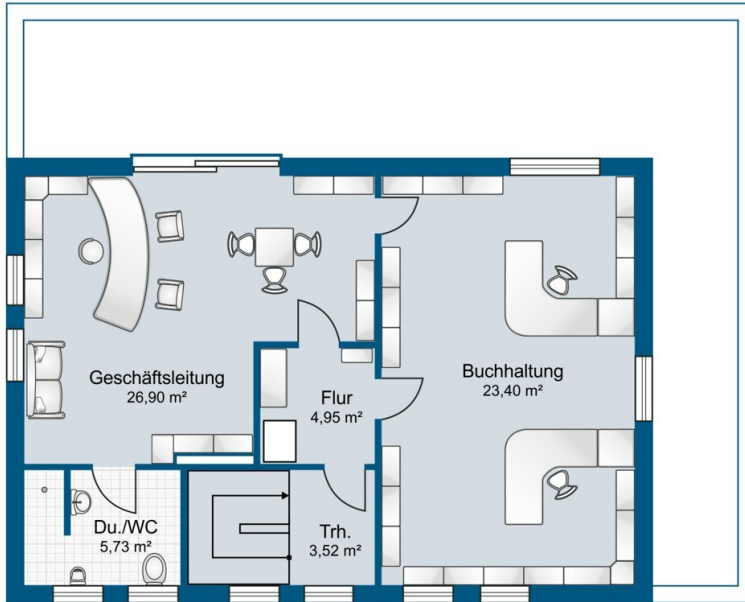 Geschäftsleitung
26,90 m²
Flur
4,95 m²
Buchhaltung
23,40 m²
Du./WC
5,73 m²
Trh.
3,52 m²